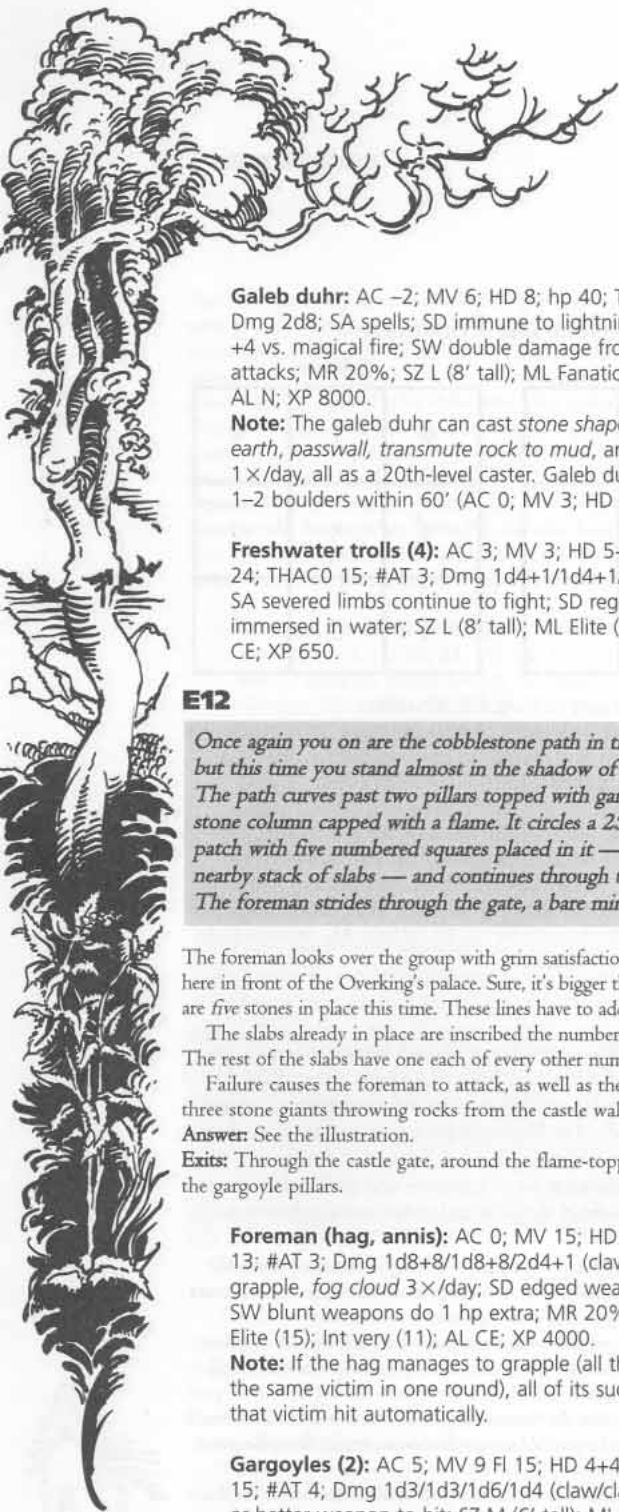 Galeb duhr: AC –2; MV 6; HD 8; hp 40; T
Dmg 2d8; SA spells; SD immune to lightnin
+4 vs. magical fire; SW double damage fro
attacks; MR 20%; SZ L (8′ tall); ML Fanatic
AL N; XP 8000.
Note: The galeb duhr can cast stone shape
earth, passwall, transmute rock to mud, an
1×/day, all as a 20th-level caster. Galeb du
1–2 boulders within 60′ (AC 0; MV 3; HD
Freshwater trolls (4): AC 3; MV 3; HD 5-
24; THAC0 15; #AT 3; Dmg 1d4+1/1d4+1/
SA severed limbs continue to fight; SD reg
immersed in water; SZ L (8′ tall); ML Elite (
CE; XP 650.
E12
Once again you on are the cobblestone path in t
but this time you stand almost in the shadow of
The path curves past two pillars topped with gar
stone column capped with a flame. It circles a 25
patch with five numbered squares placed in it —
nearby stack of slabs — and continues through t
The foreman strides through the gate, a bare min
The foreman looks over the group with grim satisfaction
here in front of the Overking's palace. Sure, it's bigger th
are five stones in place this time. These lines have to add
The slabs already in place are inscribed the number
The rest of the slabs have one each of every other num
Failure causes the foreman to attack, as well as the
three stone giants throwing rocks from the castle wal
Answer: See the illustration.
Exits: Through the castle gate, around the flame-topp
the gargoyle pillars.
Foreman (hag, annis): AC 0; MV 15; HD
13; #AT 3; Dmg 1d8+8/1d8+8/2d4+1 (claw
grapple, fog cloud 3×/day; SD edged wea
SW blunt weapons do 1 hp extra; MR 20%
Elite (15); Int very (11); AL CE; XP 4000.
Note: If the hag manages to grapple (all th
the same victim in one round), all of its suc
that victim hit automatically.
Gargoyles (2): AC 5; MV 9 Fl 15; HD 4+4
15; #AT 4; Dmg 1d3/1d3/1d6/1d4 (claw/cla
or better weapon to hit; SZ M (6′ tall); ML